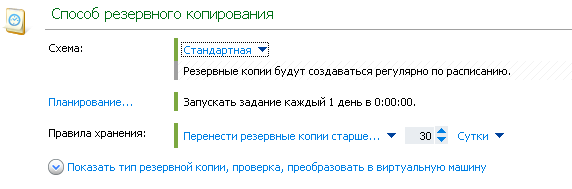 Способ резервного копирования
Схема: Стандартная
Резервные копии будут создаваться регулярно по расписанию.
Планирование... Запускать задание каждый 1 день в 0:00:00.
Правила хранения: Перенести резервные копии старше... 30 Сутки
Показать тип резервной копии, проверка, преобразовать в виртуальную машину